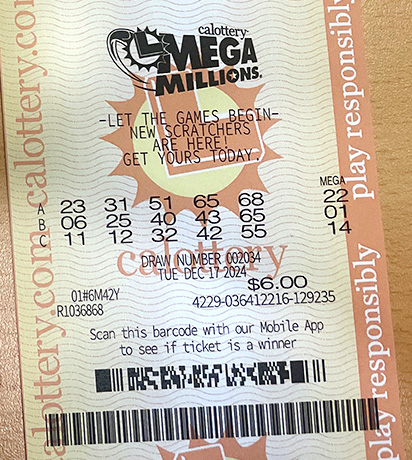 calottery
MEGA
MILLIONS.
-LET THE GAMES BEGIN-
NEW SCRATCHERS
ARE HERE!
GET YOURS TODAY.
MEGA
A 23 31 51 65 68 22
B 06 25 40 43 65 01
C 11 12 32 42 55 14
calottery
DRAW NUMBER 002034
TUE DEC 17 2024
$6.00
01#6M42Y
R1036868
4229-036412216-129235
Scan this barcode with our Mobile App
to see if ticket is a winner
calottery.com
calottery.com
play responsibly
play responsibly